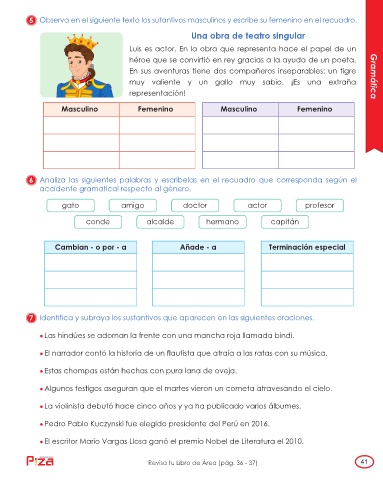 5 Observa en el siguiente texto los sutantivos masculinos y escribe su femenino en el recuadro.
Una obra de teatro singular
Luis es actor. En la obra que representa hace el papel de un
héroe que se convirtió en rey gracias a la ayuda de un poeta.
En sus aventuras tiene dos compañeros inseparables: un tigre
muy valiente y un gallo muy sabio. ¡Es una extraña
representación!
Gramática
Masculino Femenino Masculino Femenino
6 Analiza las siguientes palabras y escríbelas en el recuadro que corresponda según el
accidente gramatical respecto al género.
gato amigo doctor actor profesor
conde alcalde hermano capitán
Cambian - o por - a Añade - a Terminación especial
7 Identifica y subraya los sustantivos que aparecen en las siguientes oraciones.
• Las hindúes se adornan la frente con una mancha roja llamada bindi.
• El narrador contó la historia de un flautista que atraía a las ratas con su música.
• Estas chompas están hechas con pura lana de oveja.
• Algunos testigos aseguran que el martes vieron un cometa atravesando el cielo.
• La violinista debutó hace cinco años y ya ha publicado varios álbumes.
• Pedro Pablo Kuczynski fue elegido presidente del Perú en 2016.
• El escritor Mario Vargas Llosa ganó el premio Nobel de Literatura el 2010.
Revisa tu Libro de Área (pág. 36 - 37) 41